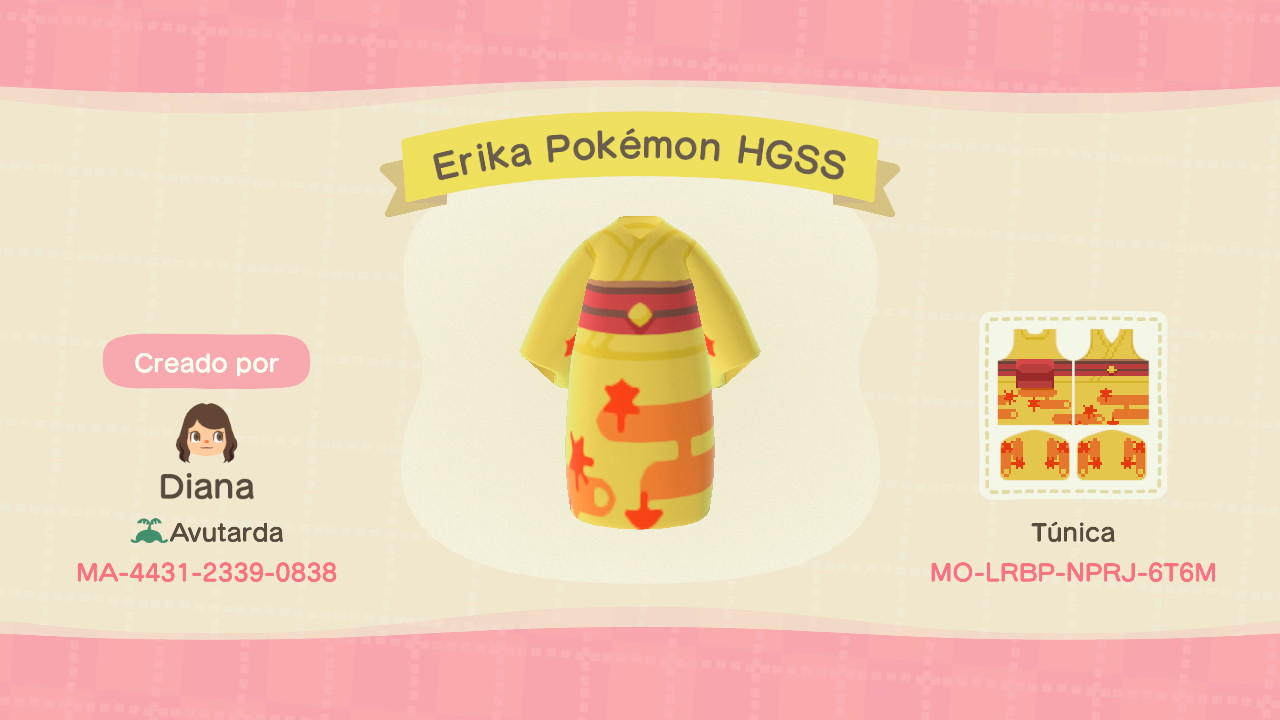 Erika Pokémon HGSS
Creado por
Diana
Avutarda
MA-4431-2339-0838
Túnica
MO-LRBP-NPRJ-6T6M